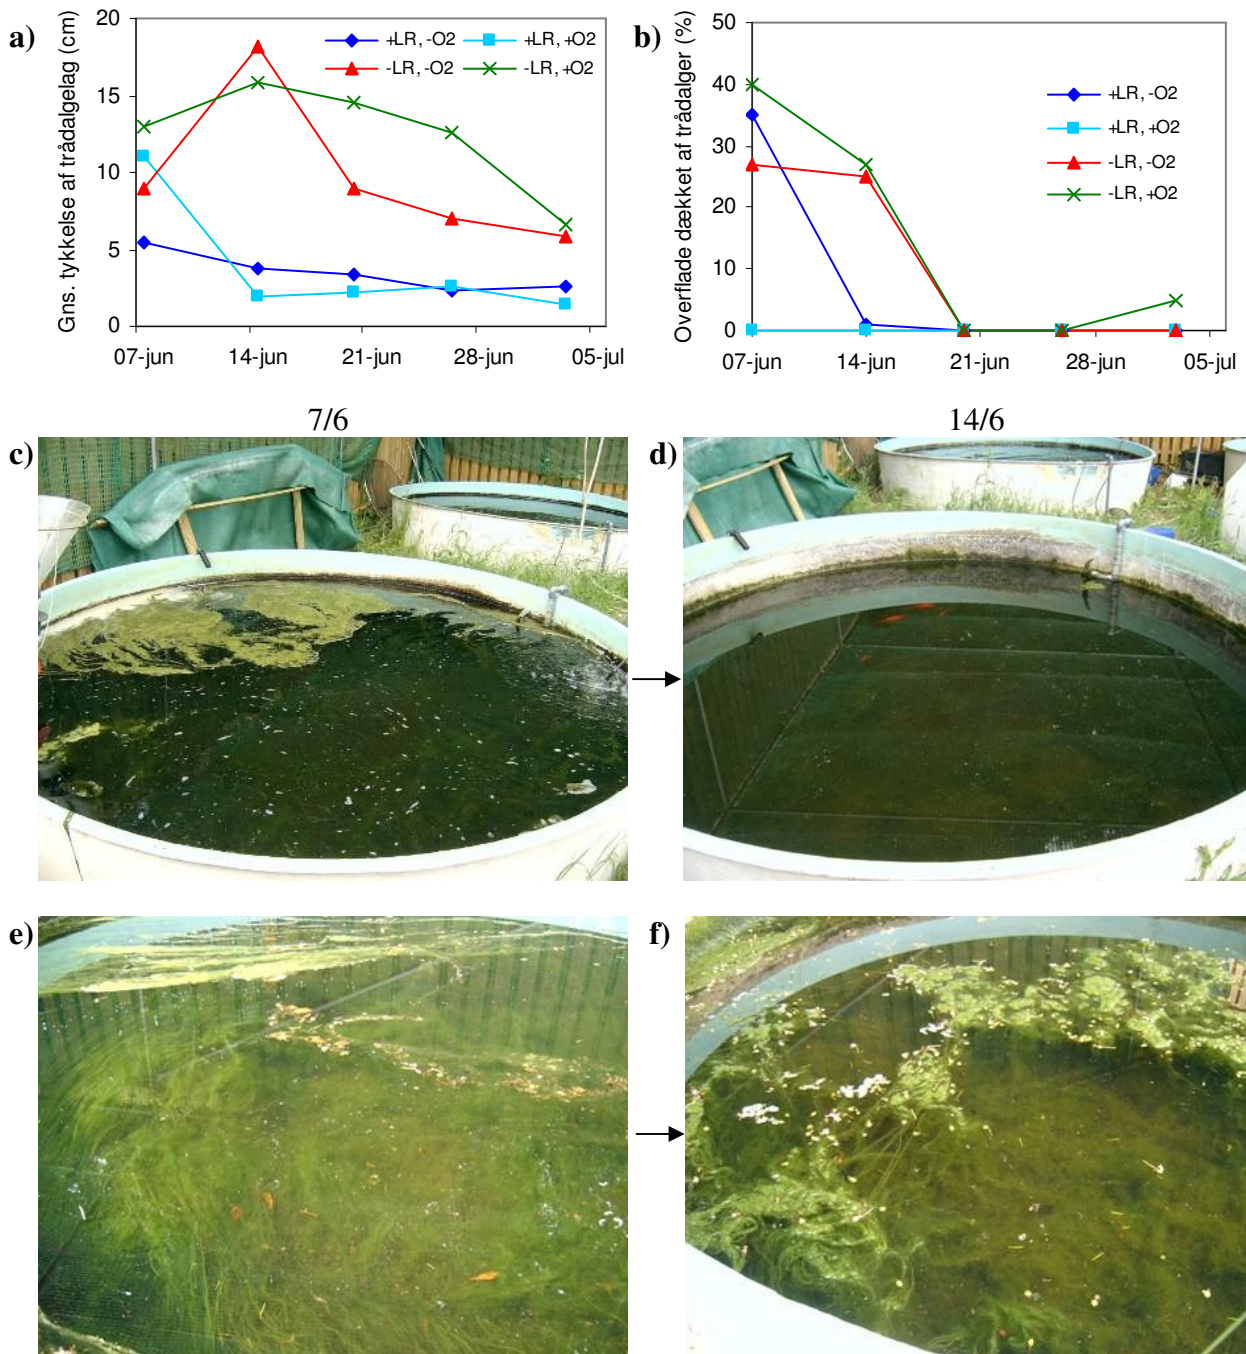 a)
Gns. tykkelse af trådalgelag (cm)
20
15
10
5
0
+LR, -O2
+LR, +O2
-LR, -O2
-LR, +O2
07-jun
14-jun
21-jun
28-jun
05-jul
b)
Overflade dækket af trådalger (%)
50
40
30
20
10
0
+LR, -O2
+LR, +O2
-LR, -O2
-LR, +O2
07-jun
14-jun
21-jun
28-jun
05-jul
7/6
14/6
c)
d)
e)
f)